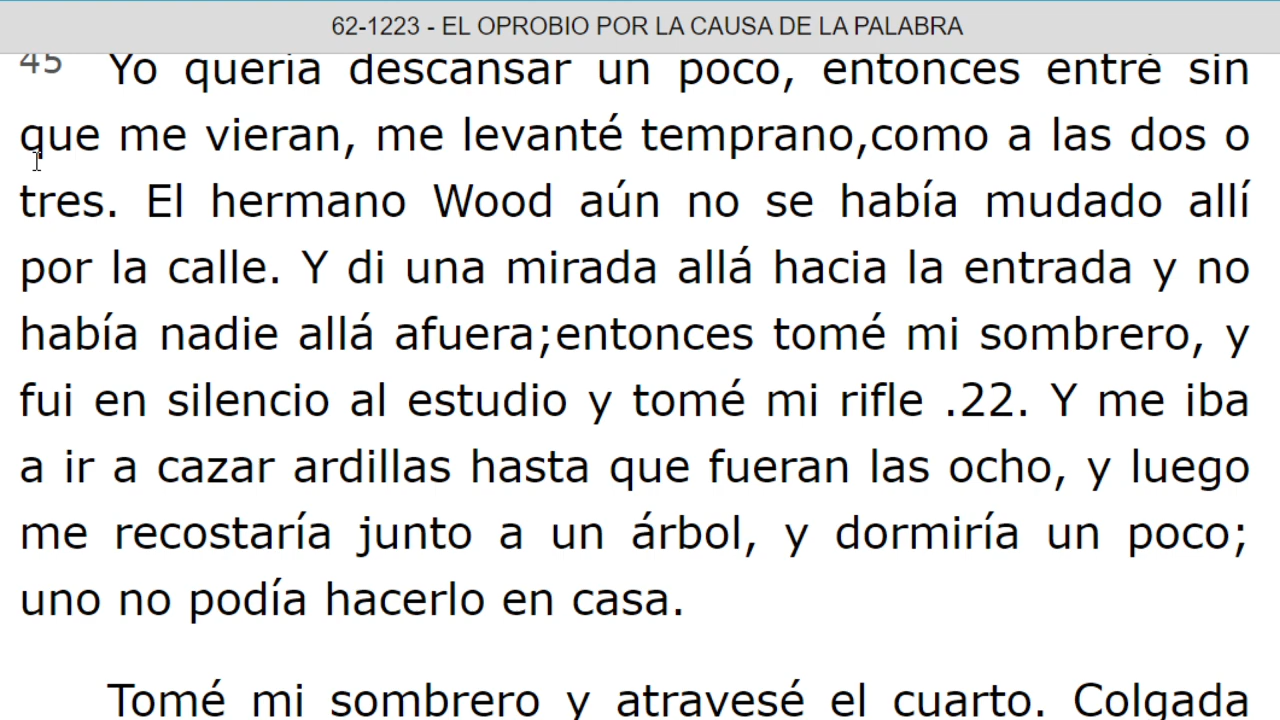 62-1223 - EL OPROBIO POR LA CAUSA DE LA PALABRA
45 Yo quería descansar un poco, entonces entré sin
que me vieran, me levanté temprano,como a las dos o
tres. El hermano Wood aún no se había mudado allí
por la calle. Y di una mirada allá hacia la entrada y no
había nadie allá afuera;entonces tomé mi sombrero, y
fui en silencio al estudio y tomé mi rifle .22. Y me iba
a ir a cazar ardillas hasta que fueran las ocho, y luego
me recostaría junto a un árbol, y dormiría un poco;
uno no podía hacerlo en casa.
Tomé mi sombrero y atravesé el cuarto. Colgada